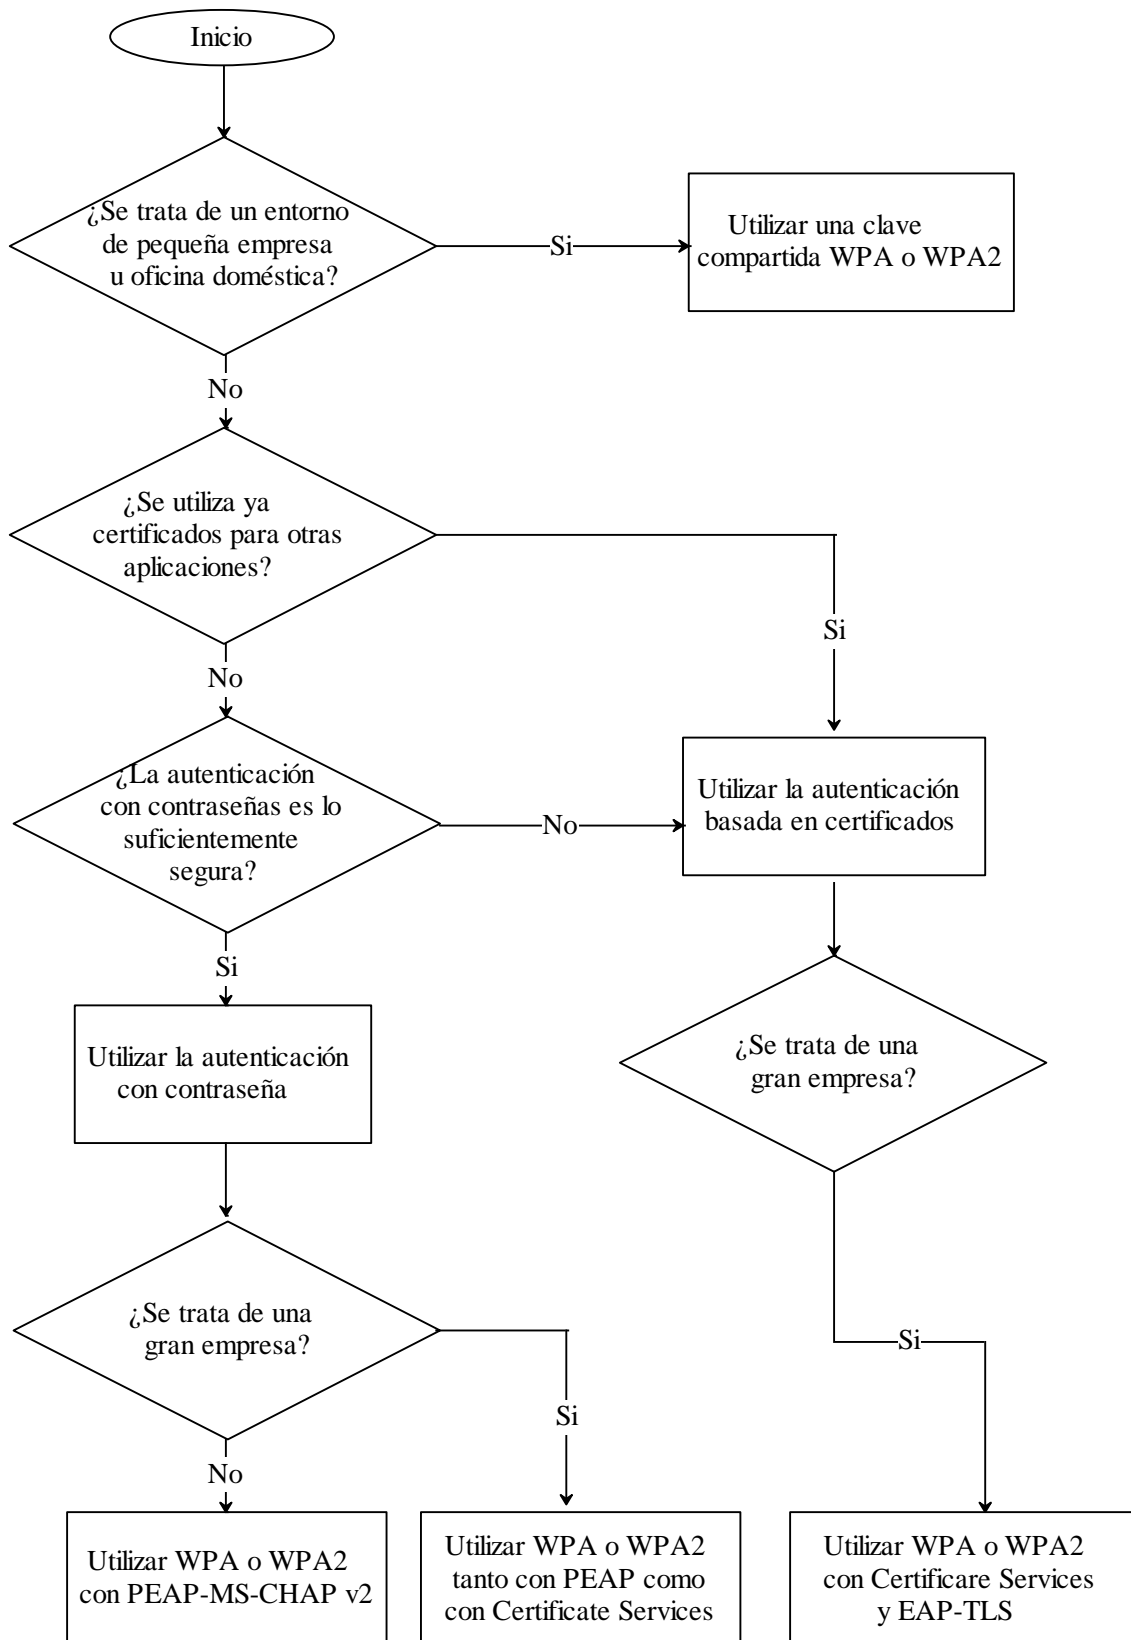 Inicio
¿Se trata de un entorno
de pequeña empresa
u oficina doméstica?
Si
Utilizar una clave
compartida WPA o WPA2
No
¿Se utiliza ya
certificados para otras
aplicaciones?
Si
No
¿La autenticación
con contraseñas es lo
suficientemente
segura?
No
Utilizar la autenticación
basada en certificados
Si
Utilizar la autenticación
con contraseña
¿Se trata de una
gran empresa?
¿Se trata de una
gran empresa?
Si
Si
No
Utilizar WPA o WPA2
con PEAP-MS-CHAP v2
Utilizar WPA o WPA2
tanto con PEAP como
con Certificate Services
Utilizar WPA o WPA2
con Certificare Services
y EAP-TLS